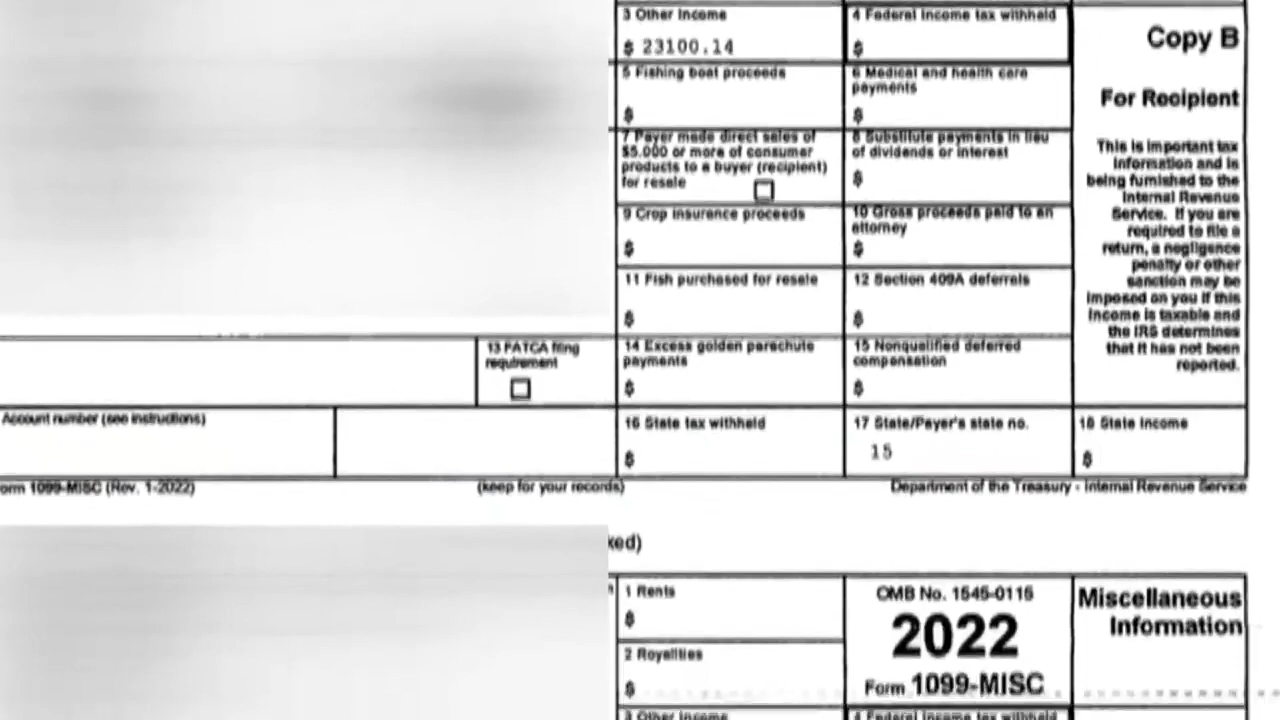 3 Other income
$ 23100.14
4 Federal income tax withheld
$
Copy B
For Recipient
5 Fishing boat proceeds
$
6 Medical and health care
payments
$
7 Payer made direct sales of
$5,000 or more of consumer
products to a buyer (recipient)
for resale
8 Substitute payments in lieu
of dividends or interest
$
This is important tax
information and is
being furnished to the
Internal Revenue
Service. If you are
required to file a
return, a negligence
penalty or other
sanction may be
imposed on you if this
income is taxable and
the IRS determines
that it has not been
reported.
9 Crop insurance proceeds
$
10 Gross proceeds paid to an
attorney
$
11 Fish purchased for resale
$
12 Section 409A deferrals
$
13 FATCA filing
requirement
14 Excess golden parachute
payments
$
15 Nonqualified deferred
compensation
$
Account number (see instructions)
16 State tax withheld
$
17 State/Payer's state no.
15
18 State income
$
orm 1099-MISC (Rev. 1-2022)
(keep for your records)
Department of the Treasury - Internal Revenue Service
ked)
1 Rents
$
OMB No. 1545-0115
2022
Form 1099-MISC
Miscellaneous
Information
2 Royalties
$
3 Other income
4 Federal income tax withheld